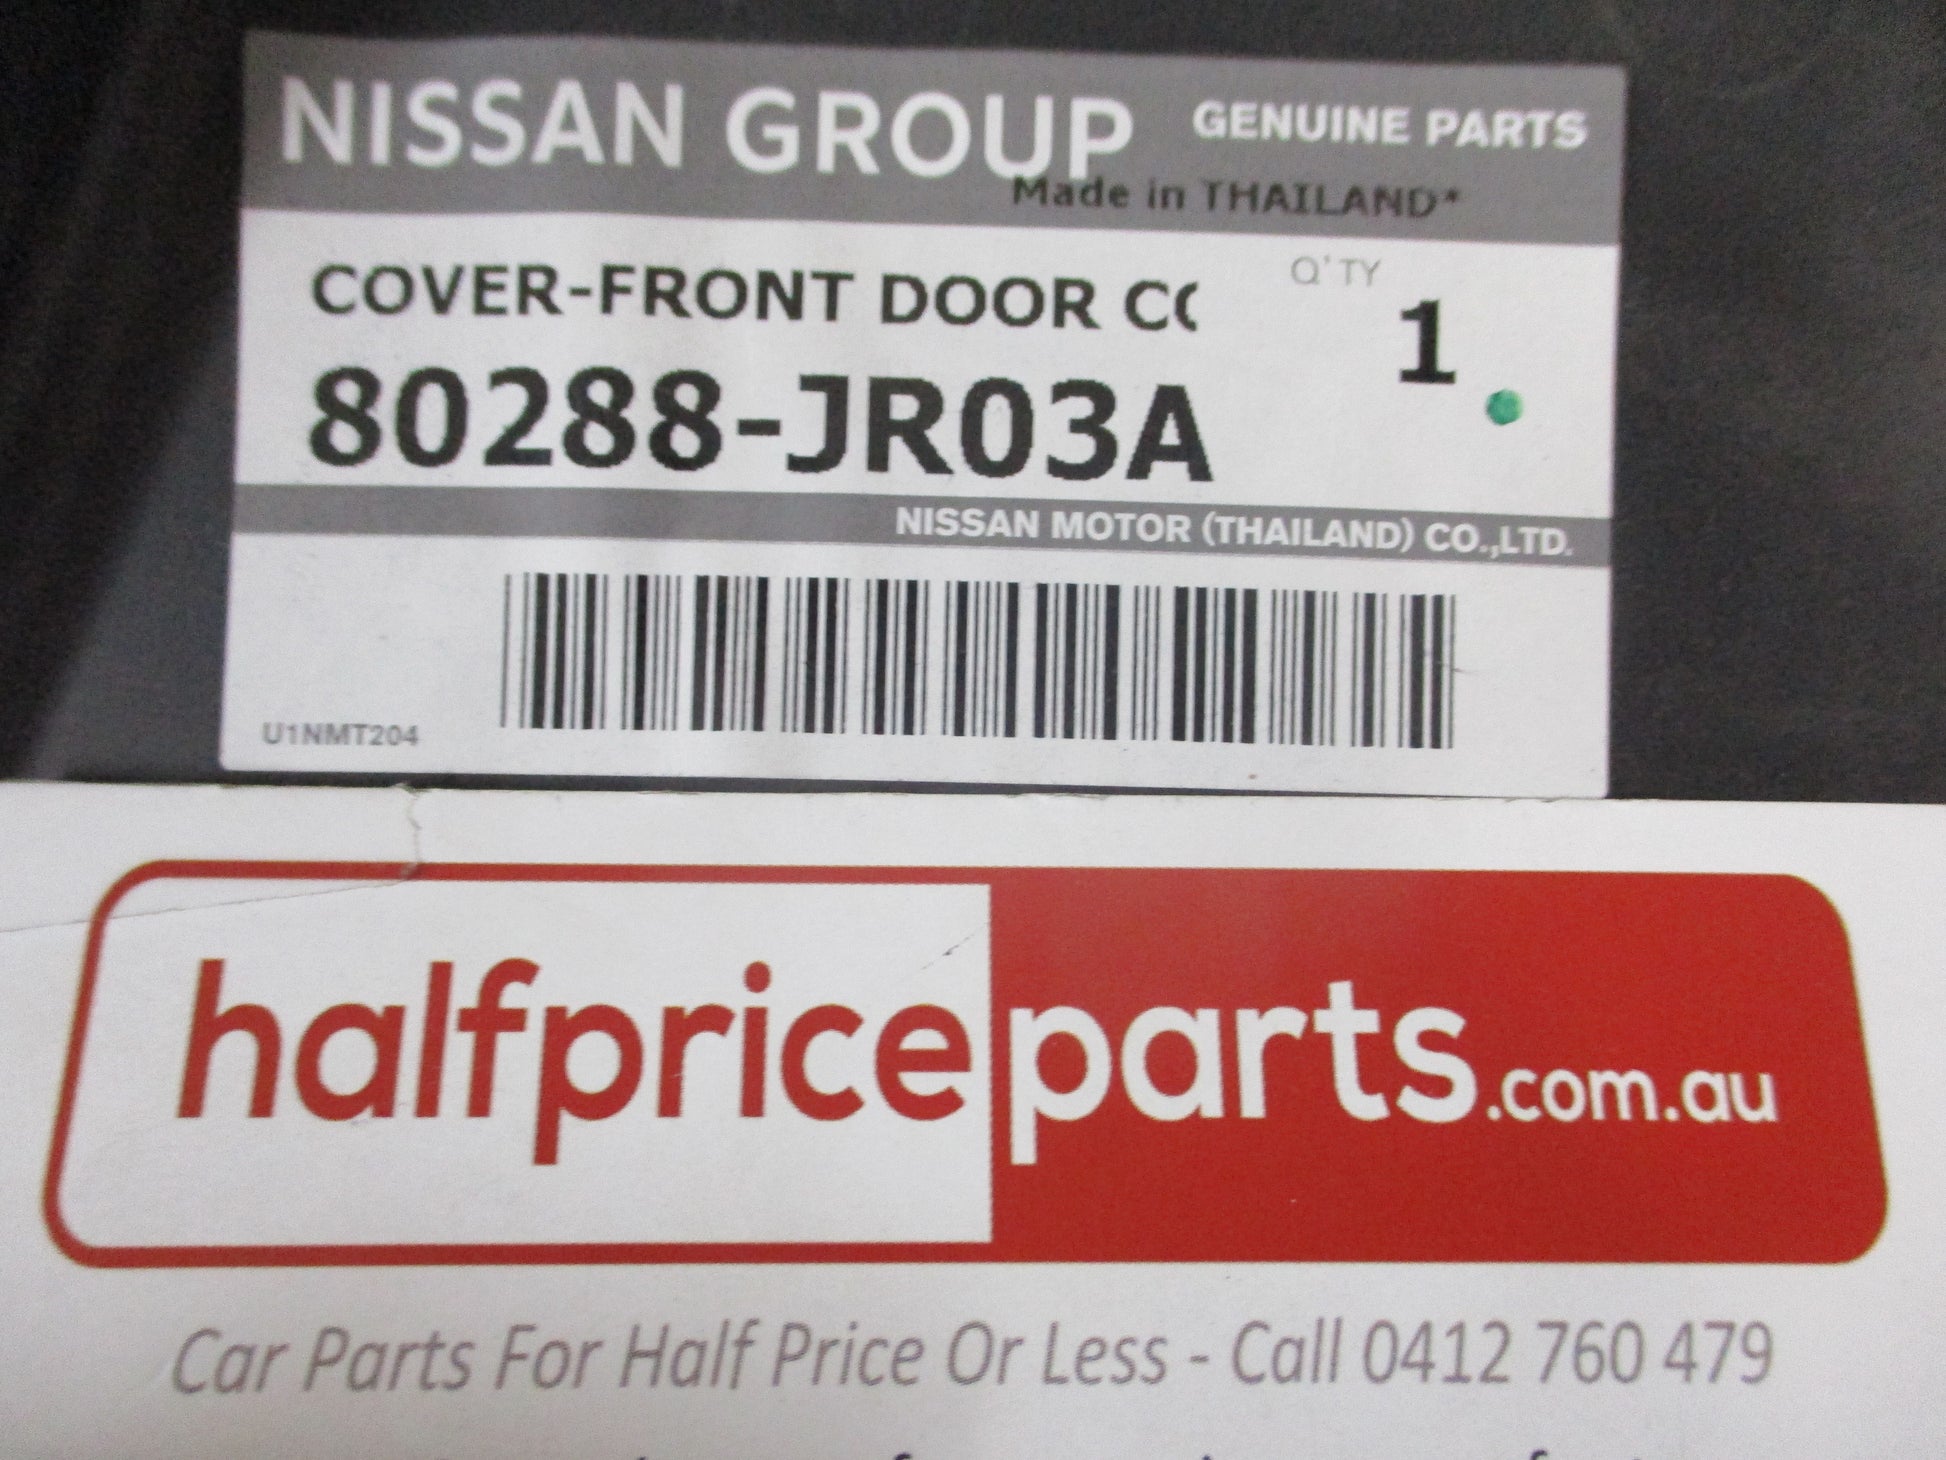 NISSAN GROUP GENUINE PARTS
Made in THAILAND*
COVER-FRONT DOOR CO
Q'TY
1
80288-JR03A
NISSAN MOTOR (THAILAND) CO.,LTD.
U1NMT204
halfpriceparts.com.au
Car Parts For Half Price Or Less - Call 0412 760 479